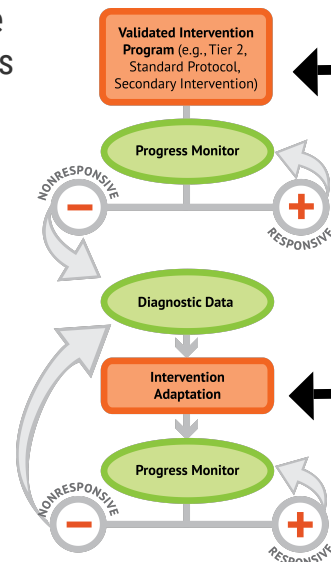 e
s
Validated Intervention
Program (e.g., Tier 2,
Standard Protocol,
Secondary Intervention)
Progress Monitor
NONRESPONSIVE
RESPONSIVE
Diagnostic Data
Intervention
Adaptation
Progress Monitor
NONRESPONSIVE
RESPONSIVE